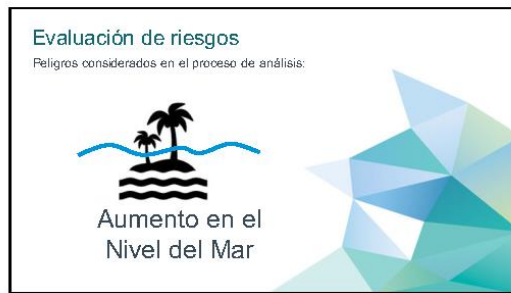 Evaluación de riesgos
Peligros considerados en el proceso de análisis:
Aumento en el
Nivel del Mar